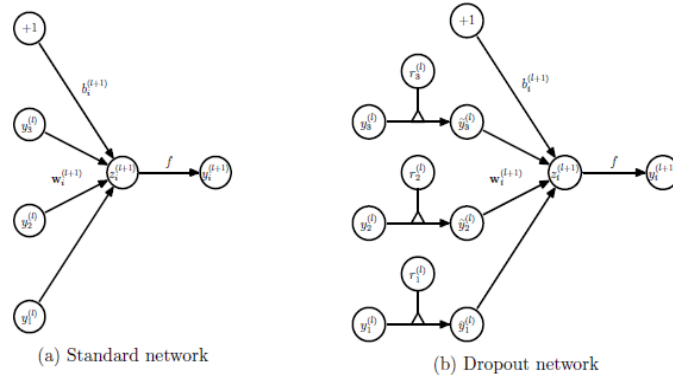 +1
b_i^(l+1)
y_3^(l)
w_i^(l+1)
z_i^(l+1)
f
y_i^(l+1)
y_2^(l)
y_1^(l)
(a) Standard network
+1
b_i^(l+1)
r_3^(l)
y_3^(l)
ỹ_3^(l)
r_2^(l)
w_i^(l+1)
z_i^(l+1)
f
y_i^(l+1)
y_2^(l)
ỹ_2^(l)
r_1^(l)
y_1^(l)
ỹ_1^(l)
(b) Dropout network